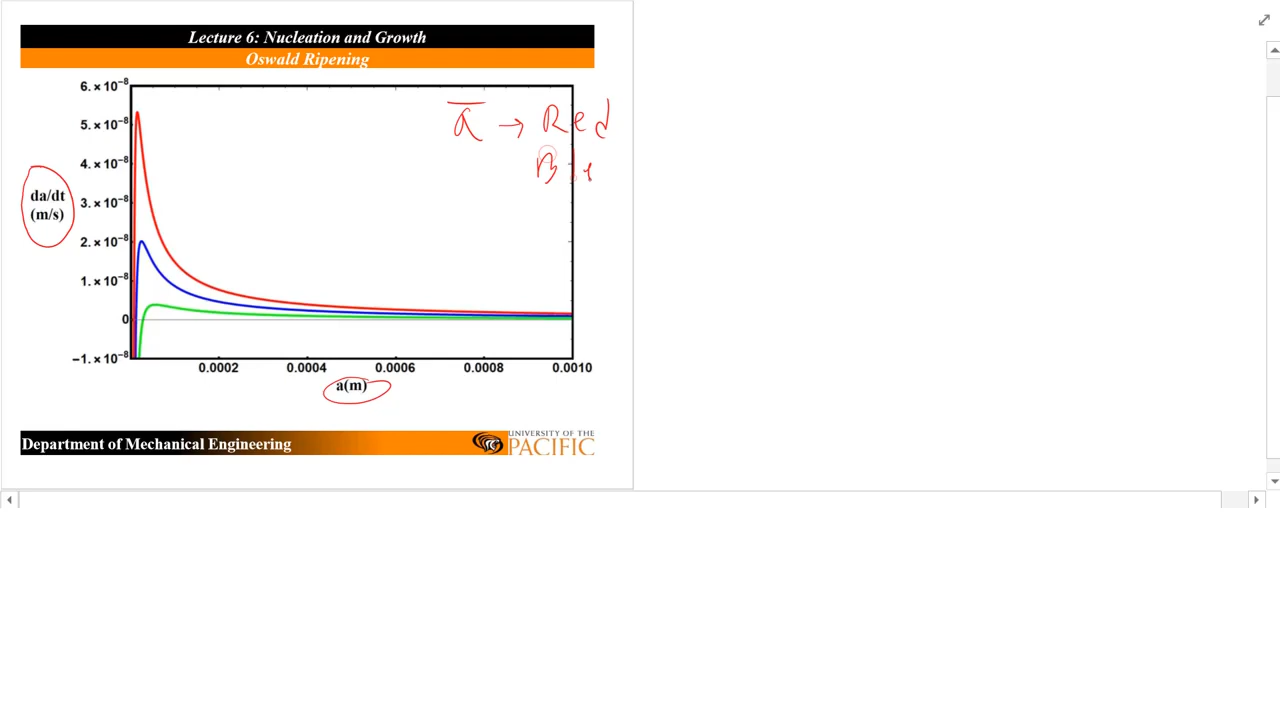 Lecture 6: Nucleation and Growth
Oswald Ripening
6. × 10⁻⁸
5. × 10⁻⁸
4. × 10⁻⁸
3. × 10⁻⁸
2. × 10⁻⁸
1. × 10⁻⁸
0
−1. × 10⁻⁸
da/dt
(m/s)
a̅ → Red
Bl
0.0002 0.0004 0.0006 0.0008 0.0010
a(m)
Department of Mechanical Engineering
UNIVERSITY OF THE
PACIFIC